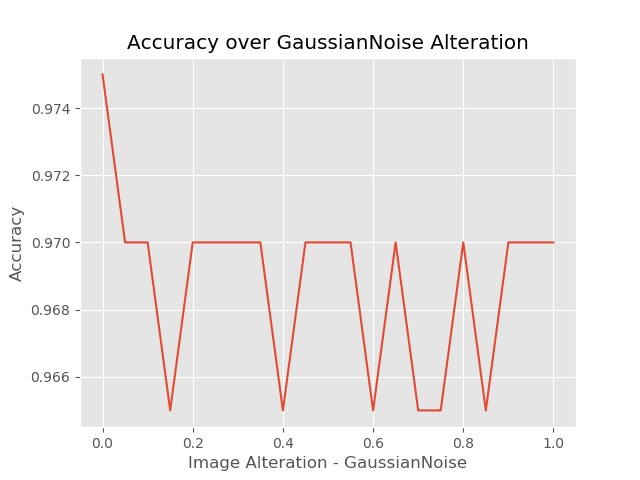 Accuracy over GaussianNoise Alteration
0.974
0.972
0.970
0.968
0.966
Accuracy
0.0 0.2 0.4 0.6 0.8 1.0
Image Alteration - GaussianNoise